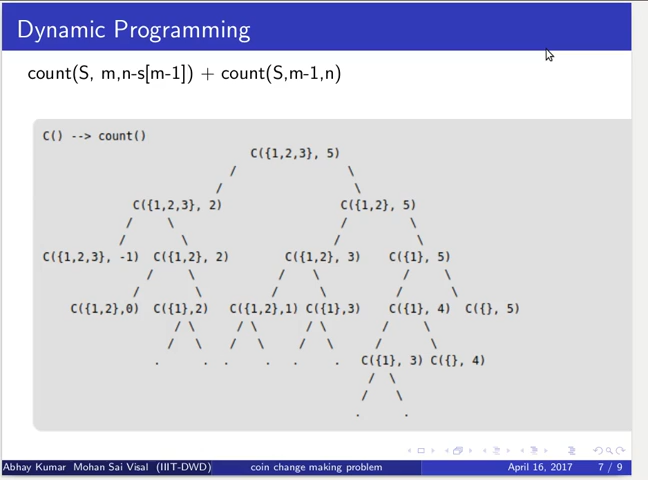 Dynamic Programming
count(S, m,n-s[m-1]) + count(S,m-1,n)
C() --> count()
C({1,2,3}, 5)
/ \
/ \
C({1,2,3}, 2) C({1,2}, 5)
/ \ / \
/ \ / \
C({1,2,3}, -1) C({1,2}, 2) C({1,2}, 3) C({1}, 5)
/ \ / \ / \
/ \ / \ / \
C({1,2},0) C({1},2) C({1,2},1) C({1},3) C({1}, 4) C({}, 5)
/ \ / \ / \ / \
/ \ / \ / \ / \
. . . . . . C({1}, 3) C({}, 4)
/ \
/ \
. .
Abhay Kumar Mohan Sai Visal (IIIT-DWD) coin change making problem April 16, 2017 7 / 9